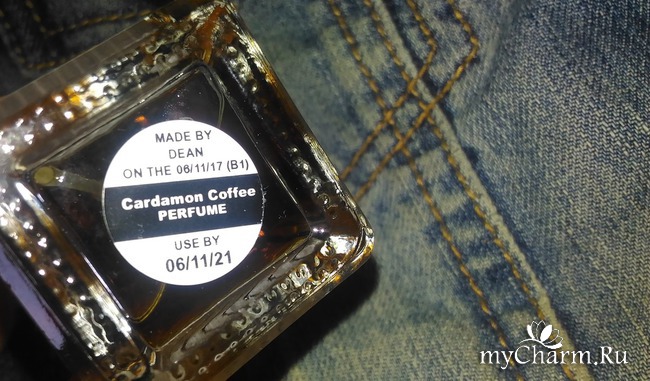 MADE BY
DEAN
ON THE 06/11/17 (B1)
Cardamon Coffee
PERFUME
USE BY
06/11/21
myCharm.Ru